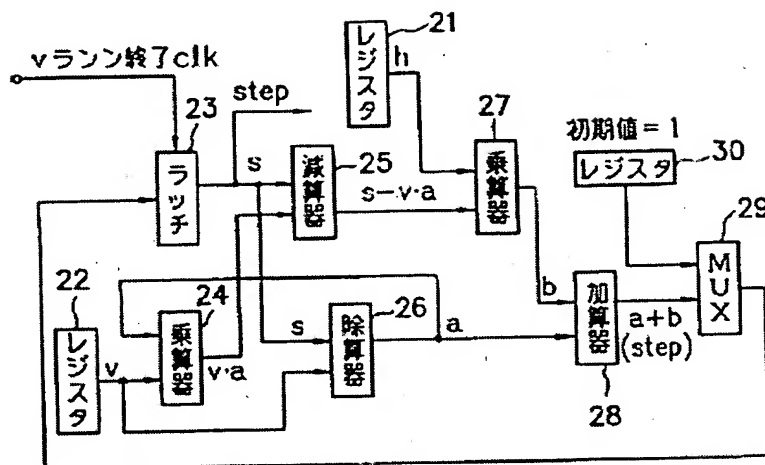 vランン終了clk
23
ラッチ
step
s
21
レジスタ
h
減算器
25
s-v・a
27
乗算器
初期値=1
レジスタ
30
29
MUX
22
レジスタ
v
24
乗算器
v・a
s
26
除算器
a
b
加算器
28
a+b
(step)